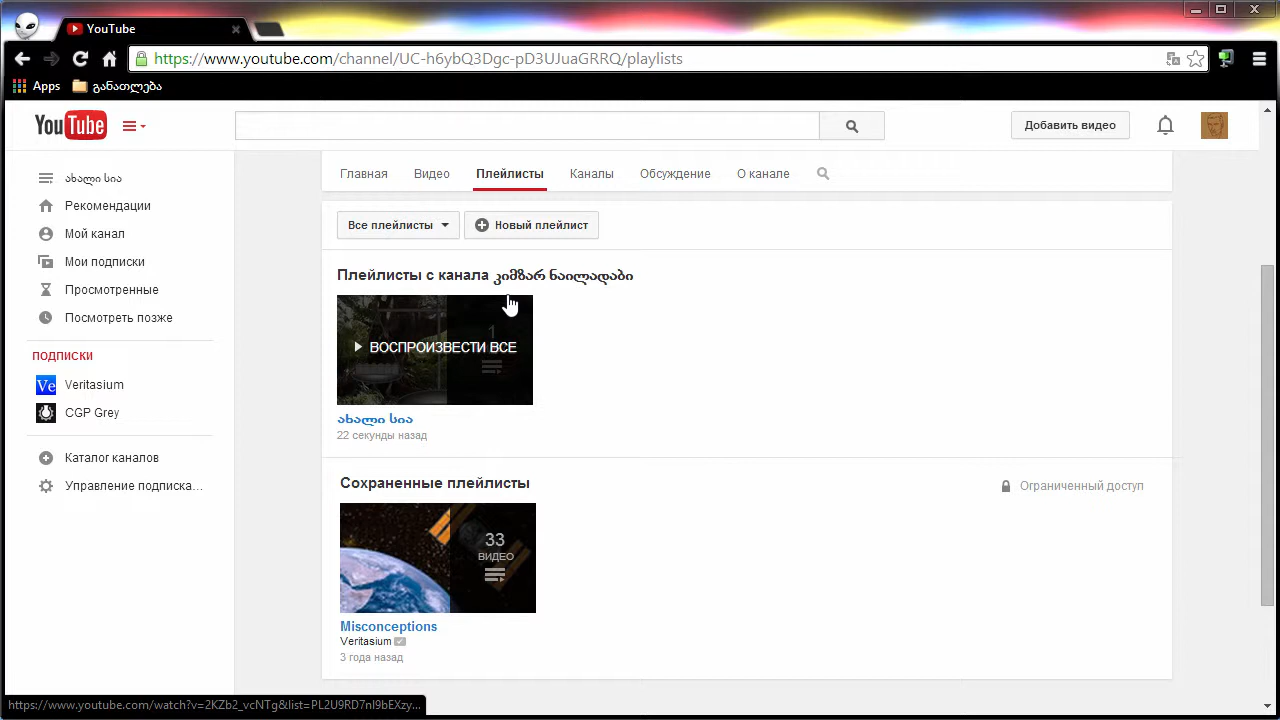 YouTube
https://www.youtube.com/channel/UC-h6ybQ3Dgc-pD3UJuaGRRQ/playlists
Apps განათლება
YouTube Добавить видео
Главная Видео Плейлисты Каналы Обсуждение О канале
ახალი სია
Рекомендации
Мой канал
Мои подписки
Просмотренные
Посмотреть позже
ПОДПИСКИ
Ve Veritasium
CGP Grey
Каталог каналов
Управление подписка...
Все плейлисты Новый плейлист
Плейлисты с канала კიმზარ ნაილადაბი
1
ВОСПРОИЗВЕСТИ ВСЕ
ახალი სია
22 секунды назад
Сохраненные плейлисты Ограниченный доступ
33
ВИДЕО
Misconceptions
Veritasium
3 года назад
https://www.youtube.com/watch?v=2KZb2_vcNTg&list=PL2U9RD7nI9bEXzy...